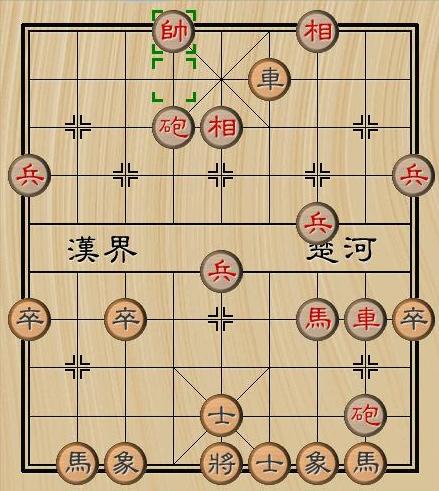 帥 相
車
砲 相
兵 兵
兵
漢界 楚河
兵
卒 卒 馬 車 卒
士 砲
馬 象 將 士 象 馬